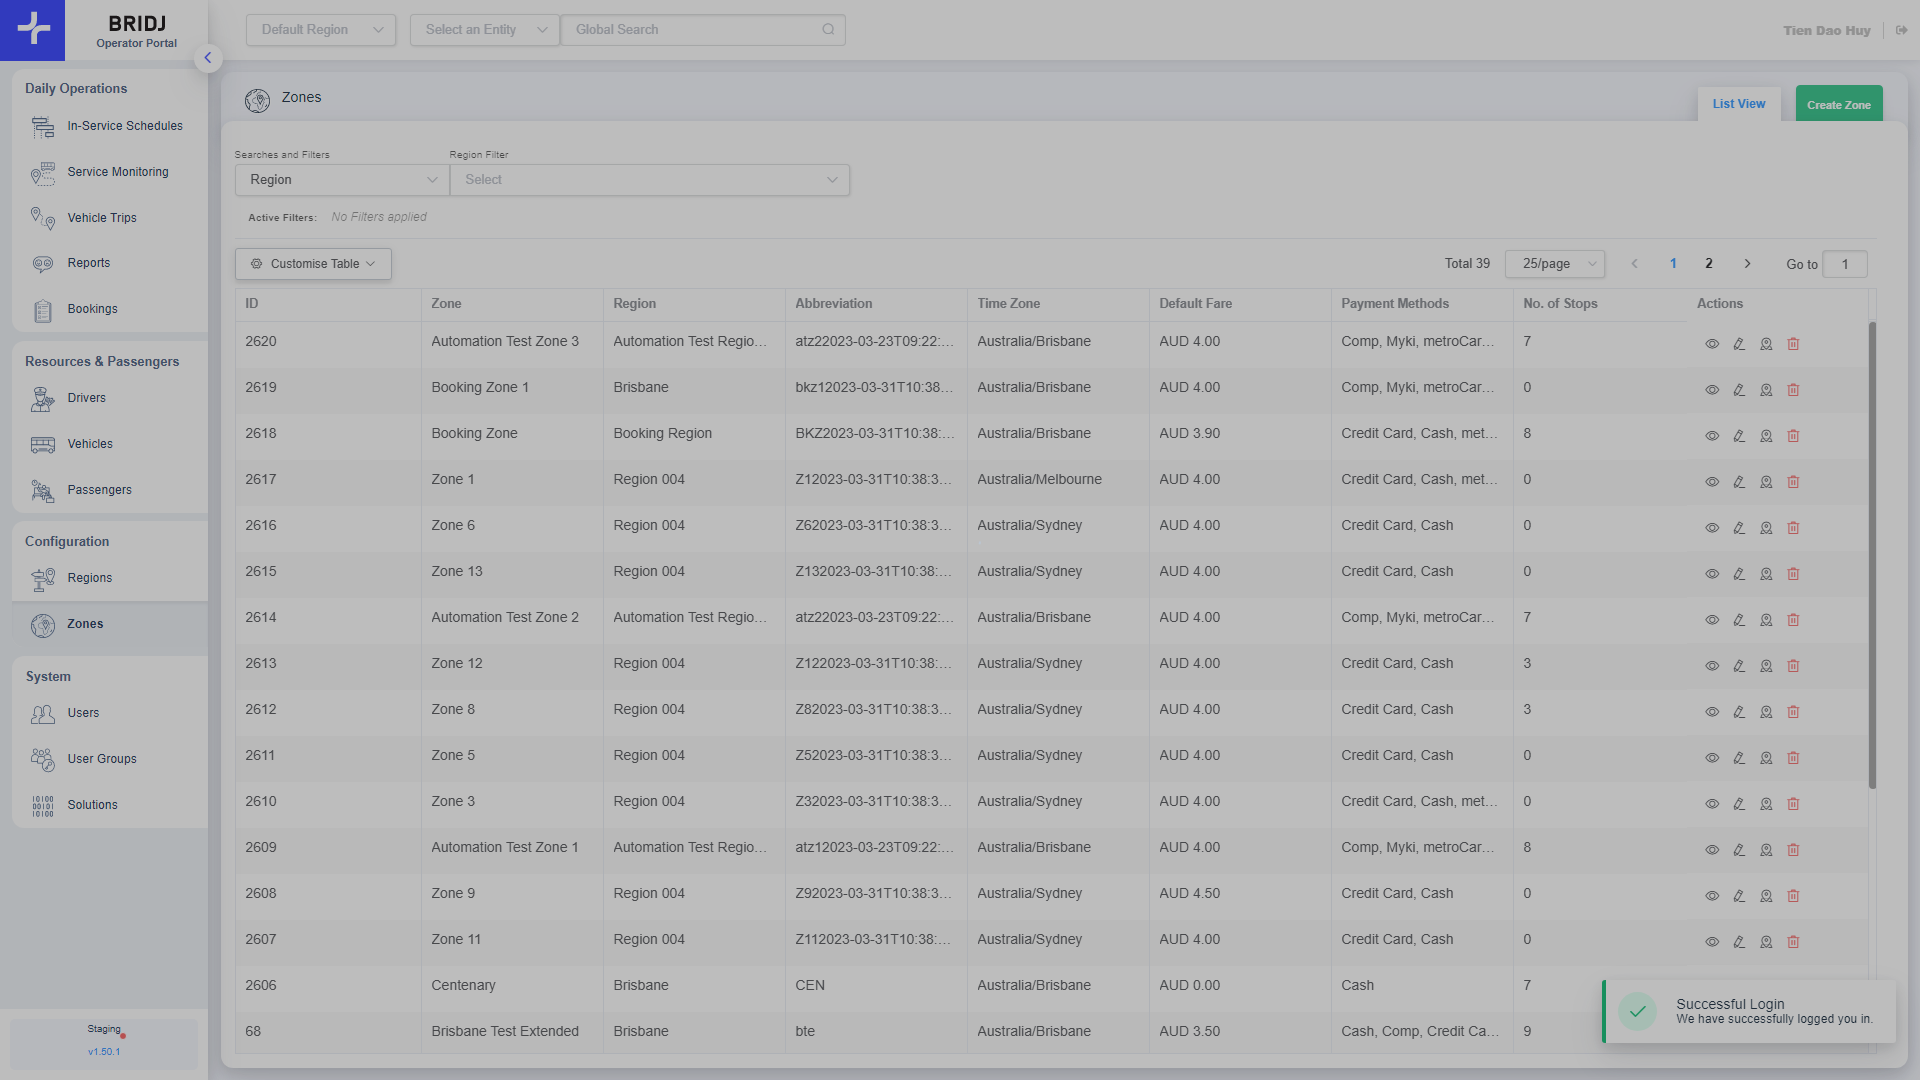 BRIDJ
Operator Portal
Default Region
Select an Entity
Global Search
Tien Dao Huy
Daily Operations
In-Service Schedules
Service Monitoring
Vehicle Trips
Reports
Bookings
Resources & Passengers
Drivers
Vehicles
Passengers
Configuration
Regions
Zones
System
Users
User Groups
Solutions
Staging
v1.50.1
Zones
List View
Create Zone
Searches and Filters
Region Filter
Region
Select
Active Filters: No Filters applied
Customise Table
Total 39 25/page 1 2 Go to 1
ID Zone Region Abbreviation Time Zone Default Fare Payment Methods No. of Stops Actions
2620 Automation Test Zone 3 Automation Test Regio... atz22023-03-23T09:22:... Australia/Brisbane AUD 4.00 Comp, Myki, metroCar... 7
2619 Booking Zone 1 Brisbane bkz12023-03-31T10:38... Australia/Brisbane AUD 4.00 Comp, Myki, metroCar... 0
2618 Booking Zone Booking Region BKZ2023-03-31T10:38:... Australia/Brisbane AUD 3.90 Credit Card, Cash, met... 8
2617 Zone 1 Region 004 Z12023-03-31T10:38:3... Australia/Melbourne AUD 4.00 Credit Card, Cash, met... 0
2616 Zone 6 Region 004 Z62023-03-31T10:38:3... Australia/Sydney AUD 4.00 Credit Card, Cash 0
2615 Zone 13 Region 004 Z132023-03-31T10:38:... Australia/Sydney AUD 4.00 Credit Card, Cash 0
2614 Automation Test Zone 2 Automation Test Regio... atz22023-03-23T09:22:... Australia/Brisbane AUD 4.00 Comp, Myki, metroCar... 7
2613 Zone 12 Region 004 Z122023-03-31T10:38:... Australia/Sydney AUD 4.00 Credit Card, Cash 3
2612 Zone 8 Region 004 Z82023-03-31T10:38:3... Australia/Sydney AUD 4.00 Credit Card, Cash 3
2611 Zone 5 Region 004 Z52023-03-31T10:38:3... Australia/Sydney AUD 4.00 Credit Card, Cash 0
2610 Zone 3 Region 004 Z32023-03-31T10:38:3... Australia/Sydney AUD 4.00 Credit Card, Cash, met... 0
2609 Automation Test Zone 1 Automation Test Regio... atz12023-03-23T09:22:... Australia/Brisbane AUD 4.00 Comp, Myki, metroCar... 8
2608 Zone 9 Region 004 Z92023-03-31T10:38:3... Australia/Sydney AUD 4.50 Credit Card, Cash 0
2607 Zone 11 Region 004 Z112023-03-31T10:38:... Australia/Sydney AUD 4.00 Credit Card, Cash 0
2606 Centenary Brisbane CEN Australia/Brisbane AUD 0.00 Cash 7
68 Brisbane Test Extended Brisbane bte Australia/Brisbane AUD 3.50 Cash, Comp, Credit Ca... 9
Successful Login
We have successfully logged you in.